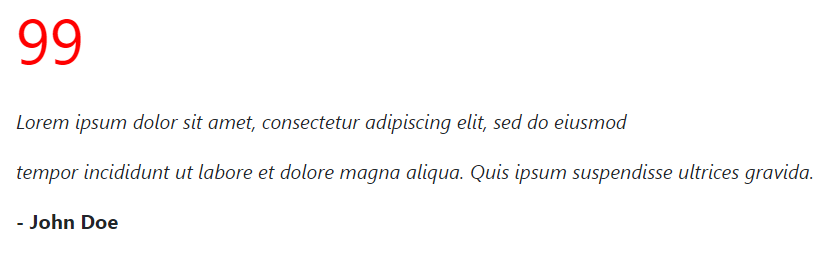 99
Lorem ipsum dolor sit amet, consectetur adipiscing elit, sed do eiusmod
tempor incididunt ut labore et dolore magna aliqua. Quis ipsum suspendisse ultrices gravida.
- John Doe